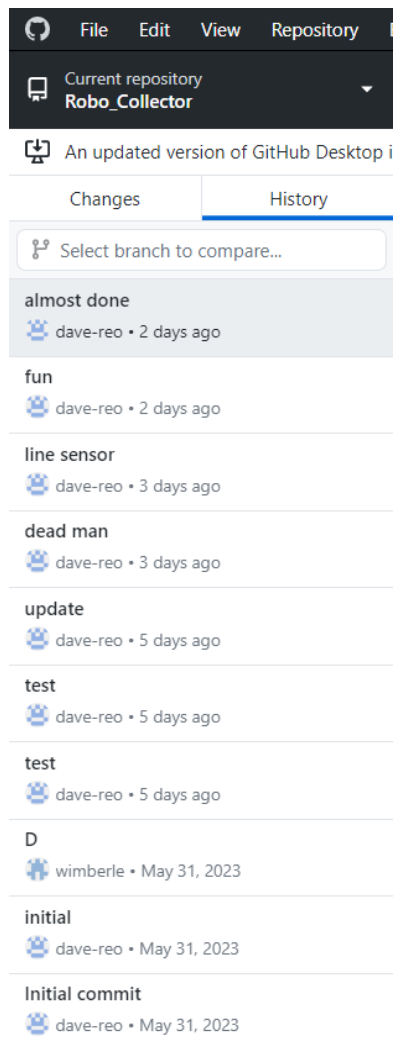 File Edit View Repository
Current repository
Robo_Collector
An updated version of GitHub Desktop i
Changes History
Select branch to compare...
almost done
dave-reo • 2 days ago
fun
dave-reo • 2 days ago
line sensor
dave-reo • 3 days ago
dead man
dave-reo • 3 days ago
update
dave-reo • 5 days ago
test
dave-reo • 5 days ago
test
dave-reo • 5 days ago
D
wimberle • May 31, 2023
initial
dave-reo • May 31, 2023
Initial commit
dave-reo • May 31, 2023